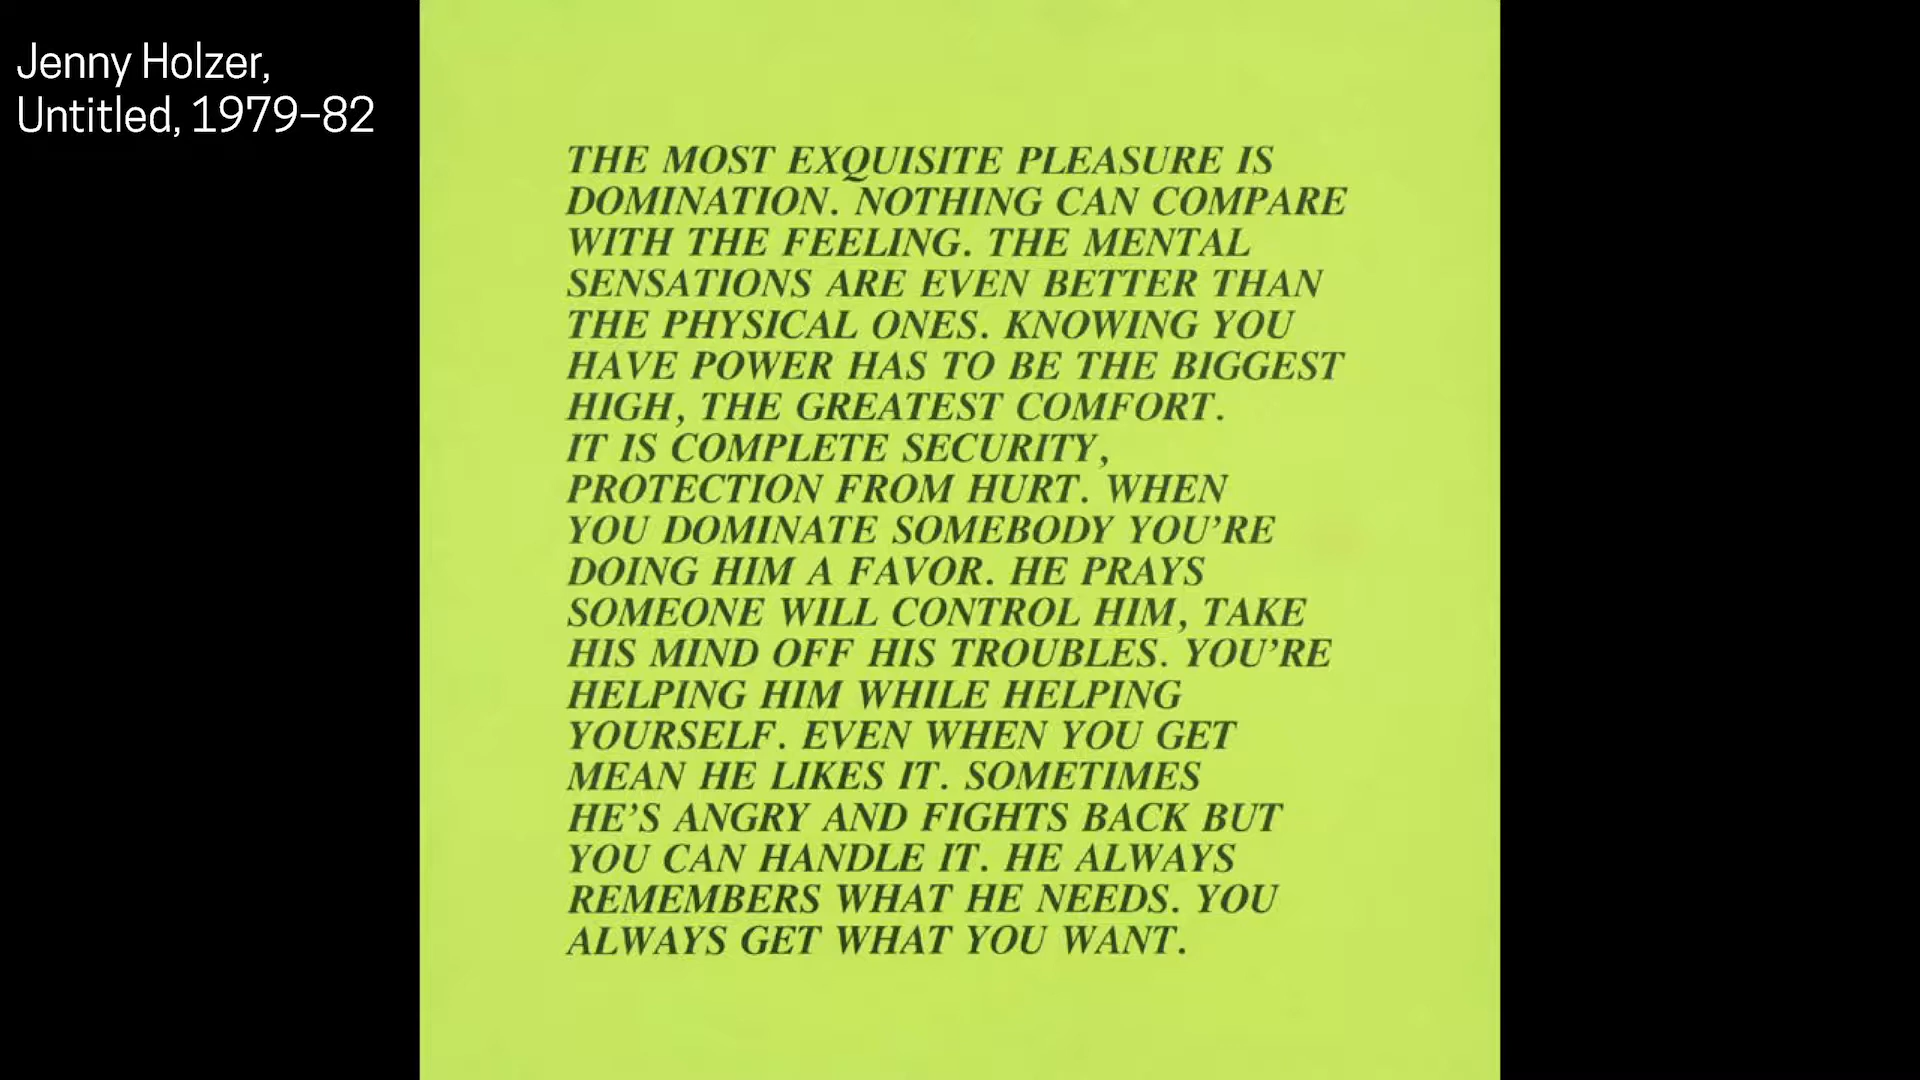 Jenny Holzer,
Untitled, 1979–82
THE MOST EXQUISITE PLEASURE IS
DOMINATION. NOTHING CAN COMPARE
WITH THE FEELING. THE MENTAL
SENSATIONS ARE EVEN BETTER THAN
THE PHYSICAL ONES. KNOWING YOU
HAVE POWER HAS TO BE THE BIGGEST
HIGH, THE GREATEST COMFORT.
IT IS COMPLETE SECURITY,
PROTECTION FROM HURT. WHEN
YOU DOMINATE SOMEBODY YOU’RE
DOING HIM A FAVOR. HE PRAYS
SOMEONE WILL CONTROL HIM, TAKE
HIS MIND OFF HIS TROUBLES. YOU’RE
HELPING HIM WHILE HELPING
YOURSELF. EVEN WHEN YOU GET
MEAN HE LIKES IT. SOMETIMES
HE’S ANGRY AND FIGHTS BACK BUT
YOU CAN HANDLE IT. HE ALWAYS
REMEMBERS WHAT HE NEEDS. YOU
ALWAYS GET WHAT YOU WANT.